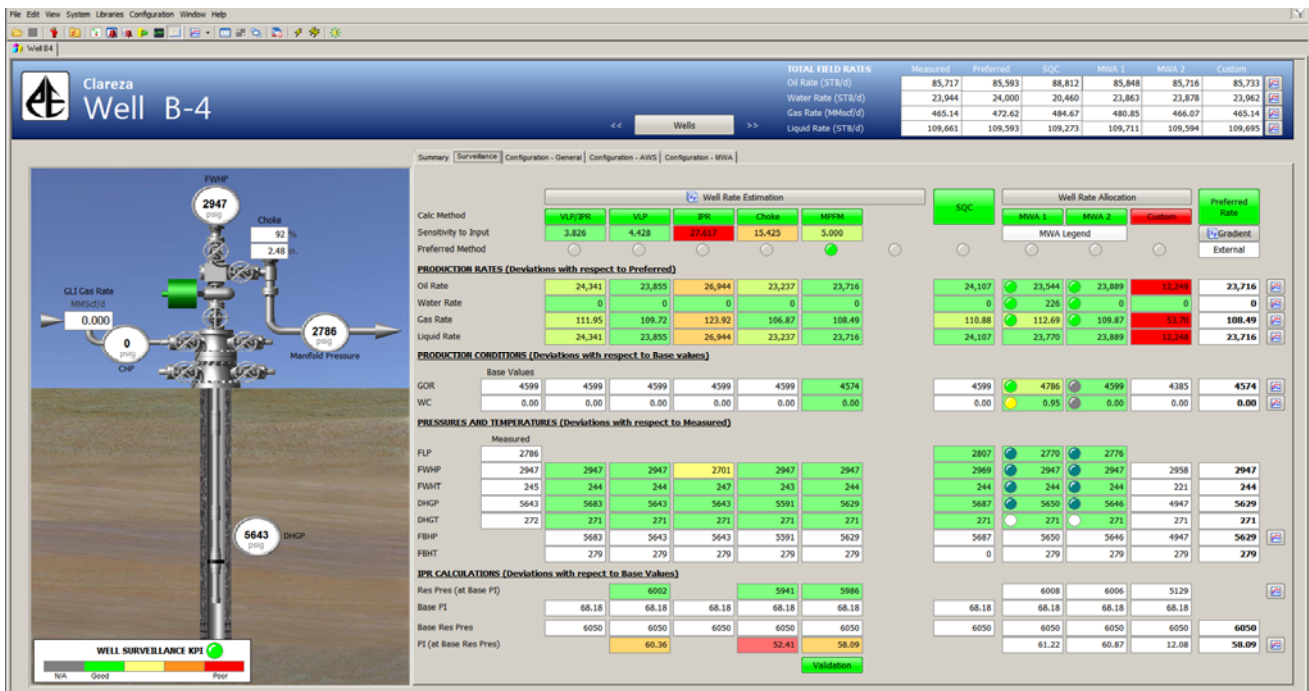 File Edit View System Libraries Configuration Window Help
Well B4
Clareza
Well B-4
<< Wells >>
TOTAL FIELD RATES Measured Preferred SQC MWA 1 MWA 2 Custom
Oil Rate (STB/d) 85,717 85,593 88,812 85,848 85,716 85,733
Water Rate (STB/d) 23,944 24,000 20,460 23,863 23,878 23,962
Gas Rate (MMscf/d) 465.14 472.62 484.67 480.85 466.07 465.14
Liquid Rate (STB/d) 109,661 109,593 109,273 109,711 109,594 109,695
Summary Surveillance Configuration - General Configuration - AWS Configuration - MWA
FWHP
2947
psig
Choke
92 %
2.48 in.
GLI Gas Rate
MMScf/d
0.000
0
psig
CHP
2786
psig
Manifold Pressure
5643
psig
DHGP
WELL SURVEILLANCE KPI
N/A Good Poor
Well Rate Estimation SQC Well Rate Allocation Preferred Rate
Calc Method VLP/IPR VLP IPR Choke MPFM MWA 1 MWA 2 Custom
Sensitivity to Input 3.826 4.428 27.817 15.425 5.000 MWA Legend Gradient
Preferred Method External
PRODUCTION RATES (Deviations with respect to Preferred)
Oil Rate 24,341 23,855 26,944 23,237 23,716 24,107 23,544 23,889 12,248 23,716
Water Rate 0 0 0 0 0 0 226 0 0 0
Gas Rate 111.95 109.72 123.92 106.87 108.49 110.88 112.69 109.87 53.70 108.49
Liquid Rate 24,341 23,855 26,944 23,237 23,716 24,107 23,770 23,889 12,248 23,716
PRODUCTION CONDITIONS (Deviations with respect to Base values)
Base Values
GOR 4599 4599 4599 4599 4599 4574 4599 4786 4599 4385 4574
WC 0.00 0.00 0.00 0.00 0.00 0.00 0.00 0.95 0.00 0.00 0.00
PRESSURES AND TEMPERATURES (Deviations with respect to Measured)
Measured
FLP 2786 2807 2770 2776
FWHP 2947 2947 2947 2701 2947 2947 2969 2947 2947 2958 2947
FWHT 245 244 244 247 243 244 244 244 244 221 244
DHGP 5643 5683 5643 5643 5591 5629 5687 5650 5646 4947 5629
DHGT 272 271 271 271 271 271 271 271 271 271 271
FBHP 5683 5643 5643 5591 5629 5687 5650 5646 4947 5629
FBHT 279 279 279 279 279 0 279 279 279 279
IPR CALCULATIONS (Deviations with repect to Base Values)
Res Pres (at Base PI) 6002 5941 5986 6008 6006 5129
Base PI 68.18 68.18 68.18 68.18 68.18 68.18 68.18 68.18 68.18
Base Res Pres 6050 6050 6050 6050 6050 6050 6050 6050 6050 6050
PI (at Base Res Pres) 60.36 52.41 58.09 61.22 60.87 12.08 58.09
Validation